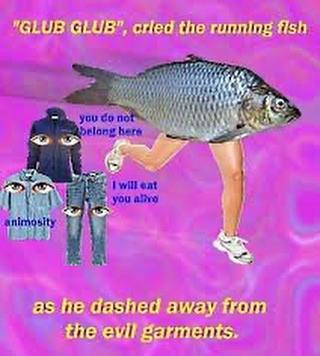 "GLUB GLUB", cried the running fish
you do not
belong here
I will eat
you alive
animosity
as he dashed away from
the evil garments.